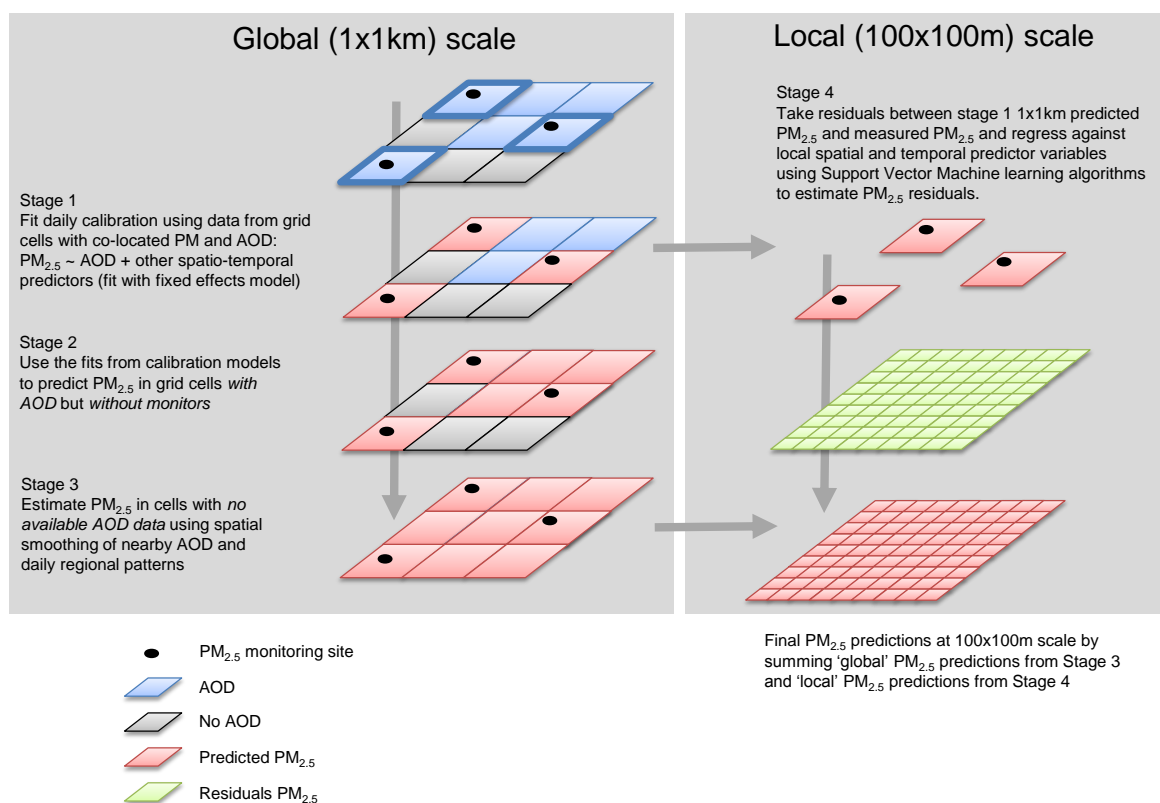 Global (1x1km) scale
Stage 1
Fit daily calibration using data from grid
cells with co-located PM and AOD:
PM2.5 ~ AOD + other spatio-temporal
predictors (fit with fixed effects model)
Stage 2
Use the fits from calibration models
to predict PM2.5 in grid cells with
AOD but without monitors
Stage 3
Estimate PM2.5 in cells with no
available AOD data using spatial
smoothing of nearby AOD and
daily regional patterns
Local (100x100m) scale
Stage 4
Take residuals between stage 1 1x1km predicted
PM2.5 and measured PM2.5 and regress against
local spatial and temporal predictor variables
using Support Vector Machine learning algorithms
to estimate PM2.5 residuals.
Final PM2.5 predictions at 100x100m scale by
summing ‘global’ PM2.5 predictions from Stage 3
and ‘local’ PM2.5 predictions from Stage 4
PM2.5 monitoring site
AOD
No AOD
Predicted PM2.5
Residuals PM2.5